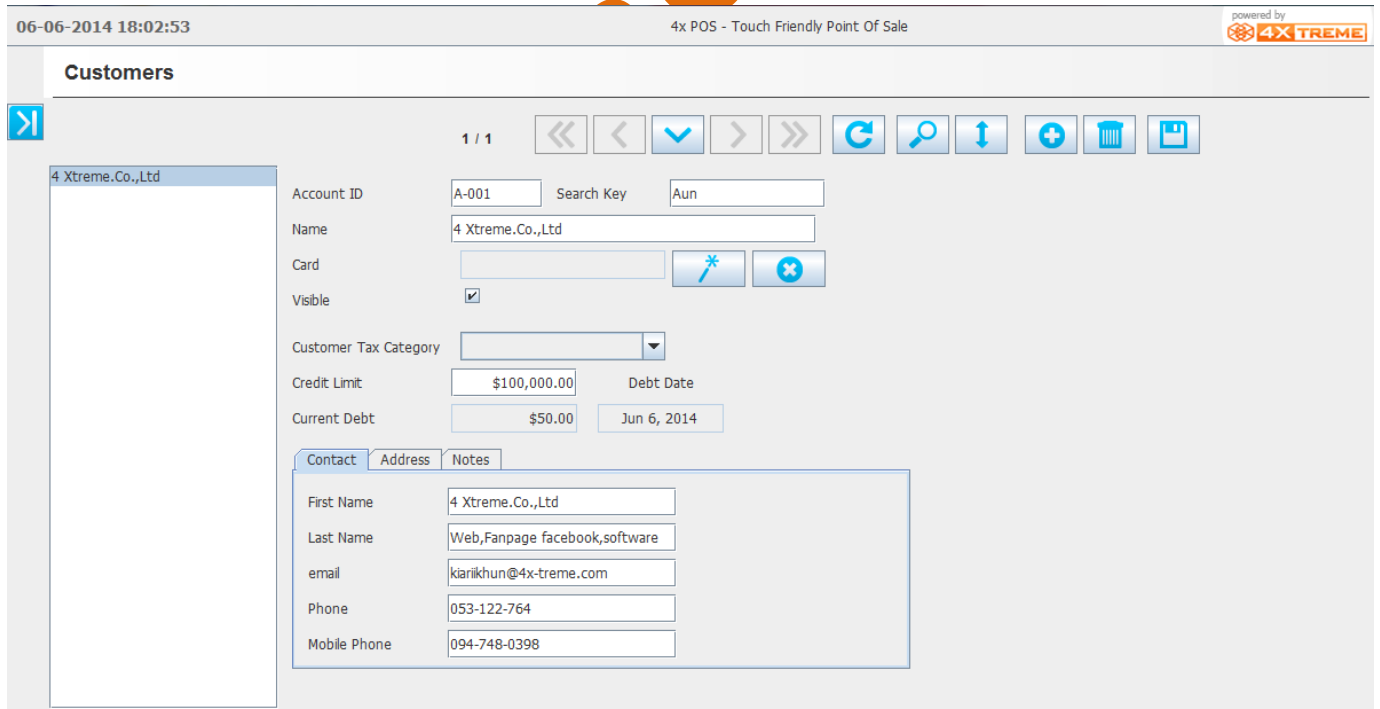 06-06-2014 18:02:53 4x POS - Touch Friendly Point Of Sale powered by
4X TREME
Customers
1 / 1
4 Xtreme.Co.,Ltd
Account ID A-001 Search Key Aun
Name 4 Xtreme.Co.,Ltd
Card
Visible
Customer Tax Category
Credit Limit $100,000.00 Debt Date
Current Debt $50.00 Jun 6, 2014
Contact Address Notes
First Name 4 Xtreme.Co.,Ltd
Last Name Web,Fanpage facebook,software
email kiarikhun@4x-treme.com
Phone 053-122-764
Mobile Phone 094-748-0398